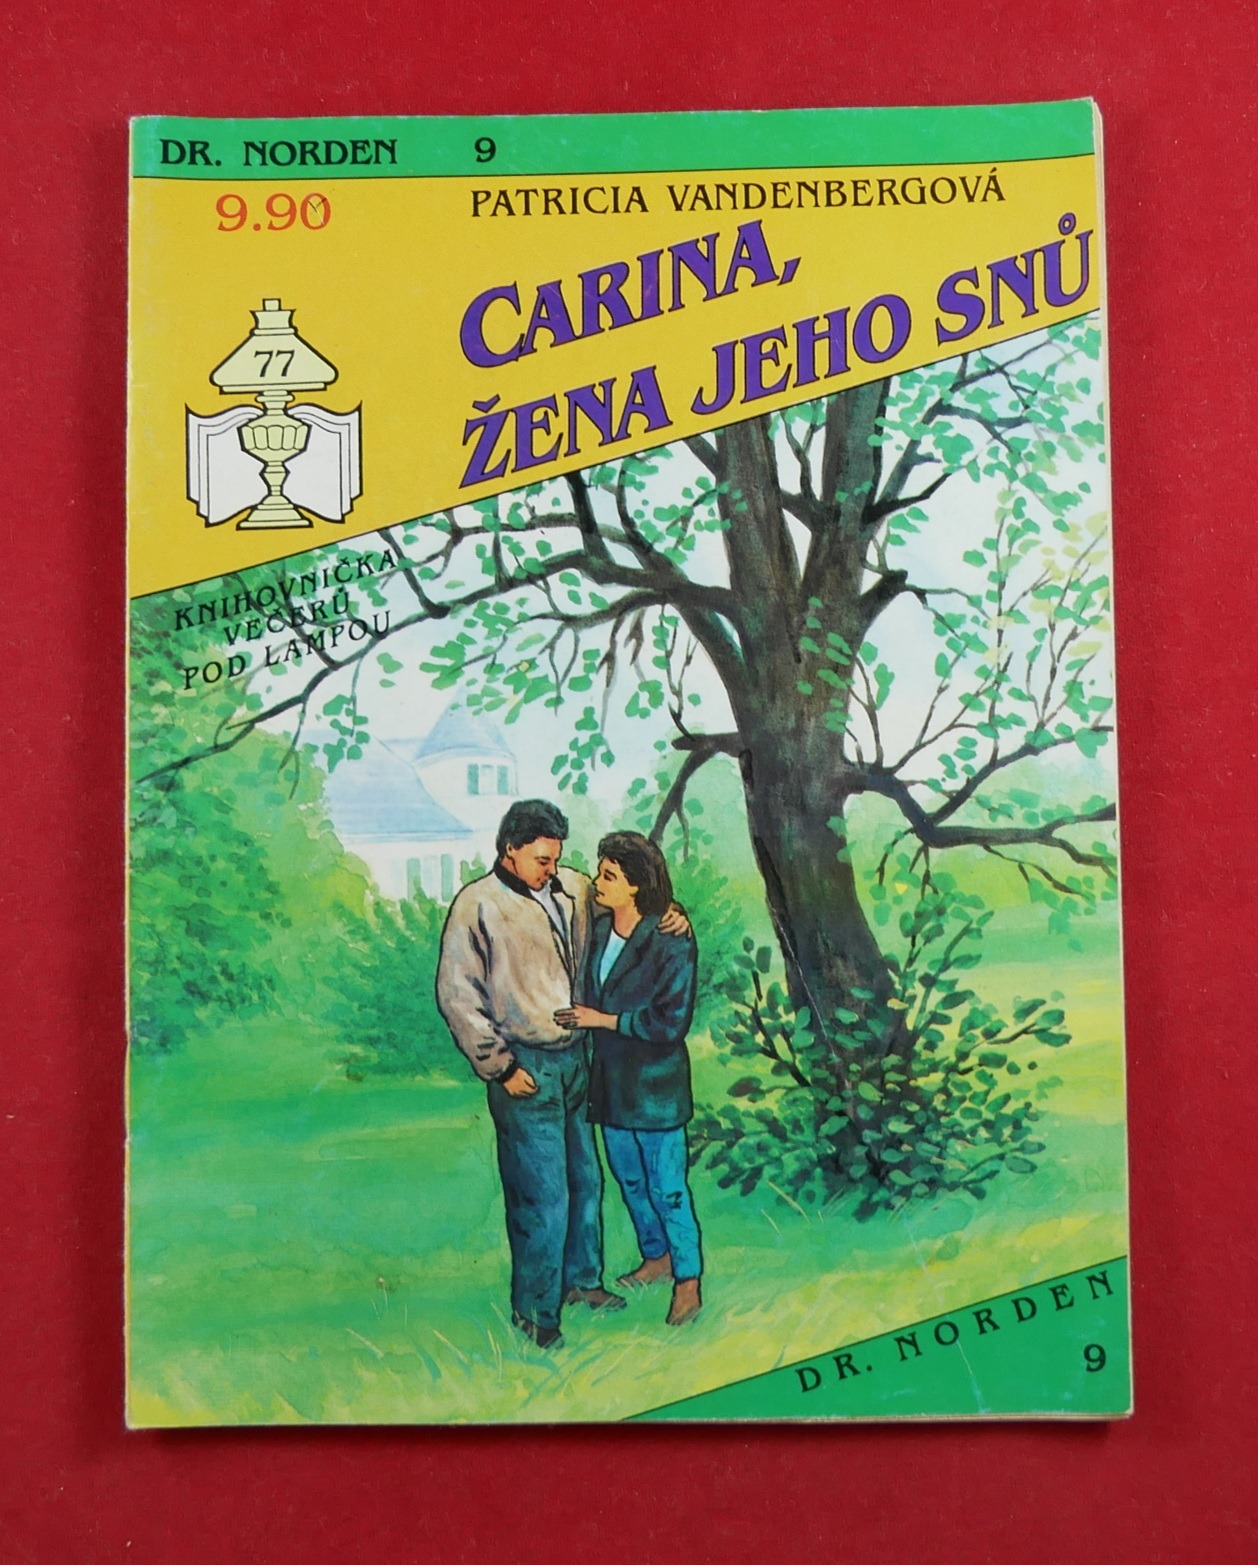 DR. NORDEN 9
9.90
PATRICIA VANDENBERGOVÁ
CARINA,
ŽENA JEHO SNŮ
77
KNIHOVNIČKA
VEČERŮ
POD LAMPOU
DR. NORDEN
9